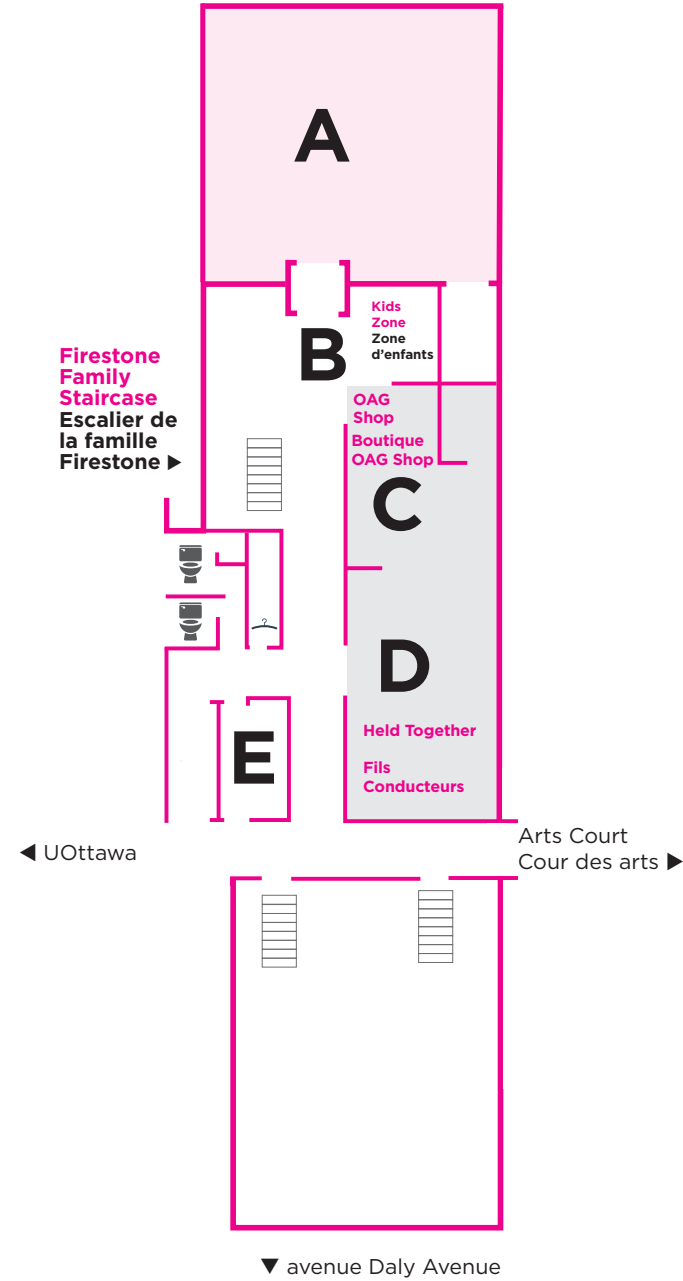 A
Kids
Zone
Zone
d'enfants
B
Firestone
Family
Staircase
Escalier de
la famille
Firestone ▶
OAG
Shop
Boutique
OAG Shop
C
D
Held Together
Fils
Conducteurs
E
◀ UOttawa
Arts Court
Cour des arts ▶
▼ avenue Daly Avenue